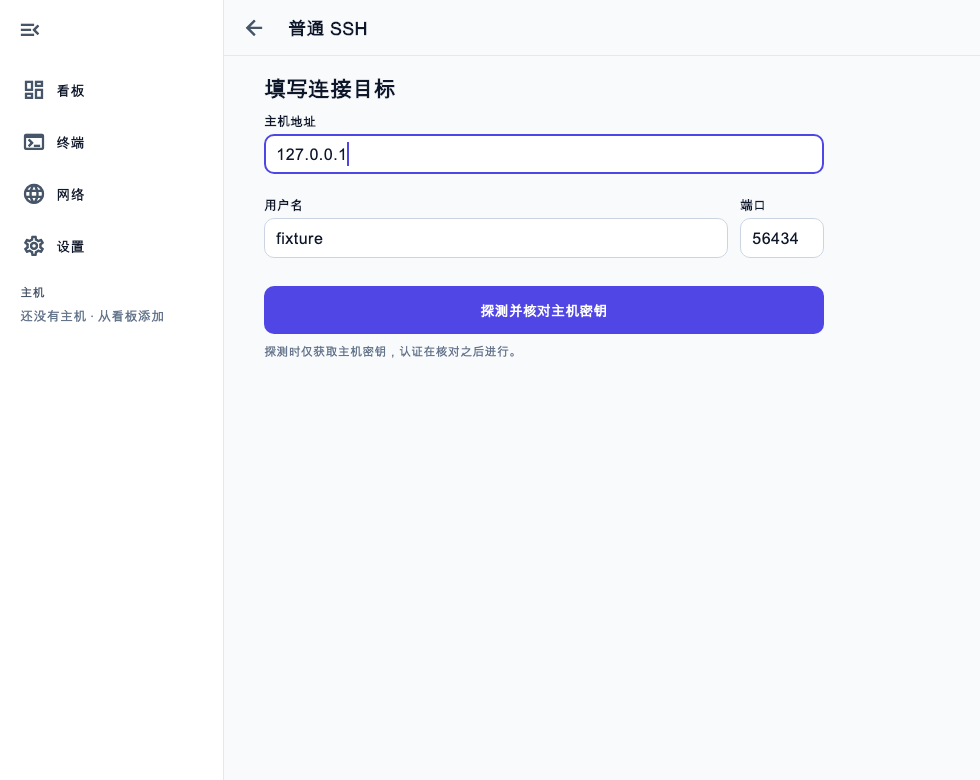 普通 SSH
看板
终端
网络
设置
主机
还没有主机 · 从看板添加
填写连接目标
主机地址
127.0.0.1
用户名
端口
fixture
56434
探测并核对主机密钥
探测时仅获取主机密钥，认证在核对之后进行。